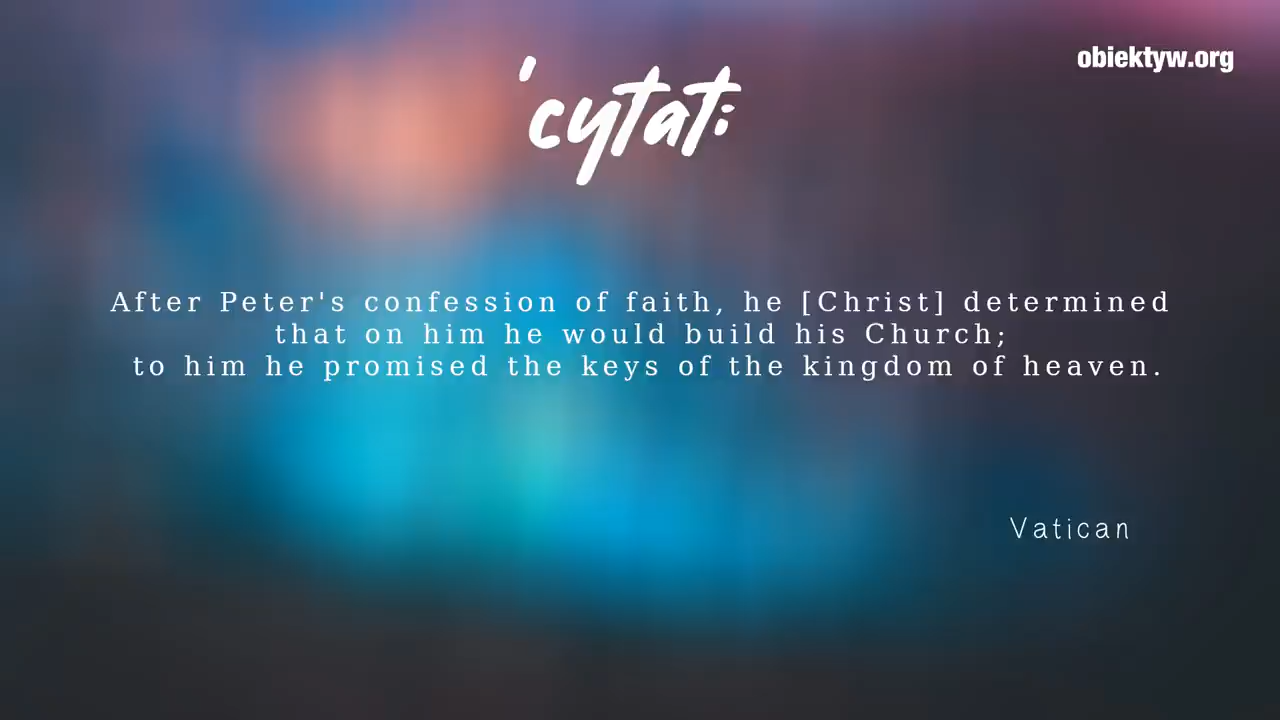 obiektyw.org
'cytat:
After Peter's confession of faith, he [Christ] determined
that on him he would build his Church;
to him he promised the keys of the kingdom of heaven.
Vatican